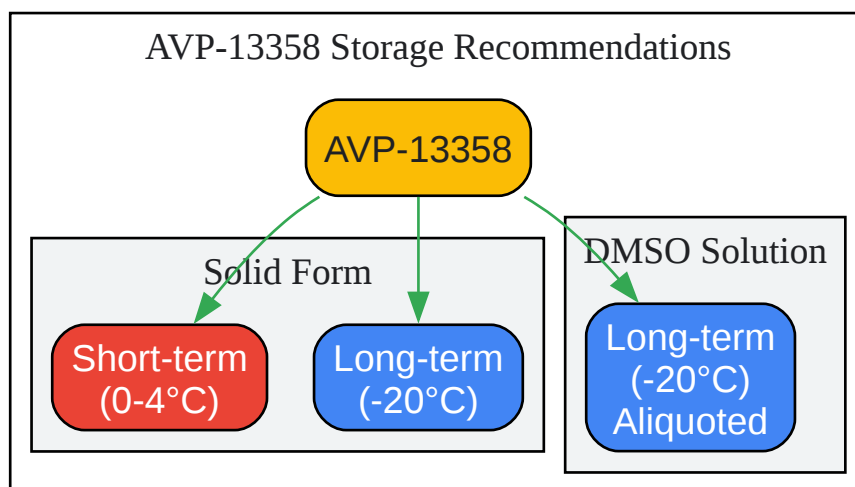 AVP-13358 Storage Recommendations
AVP-13358
Solid Form
Short-term
(0-4°C)
Long-term
(-20°C)
DMSO Solution
Long-term
(-20°C)
Aliquoted